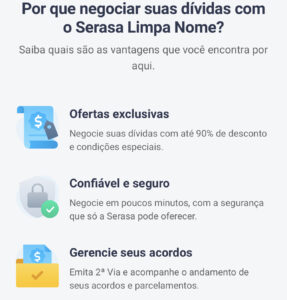 Por que negociar suas dívidas com
o Serasa Limpa Nome?
Saiba quais são as vantagens que você encontra por
aqui.
Ofertas exclusivas
Negocie suas dívidas com até 90% de desconto
e condições especiais.
Confiável e seguro
Negocie em poucos minutos, com a segurança
que só a Serasa pode oferecer.
Gerencie seus acordos
Emita 2ª Via e acompanhe o andamento de
seus acordos e parcelamentos.